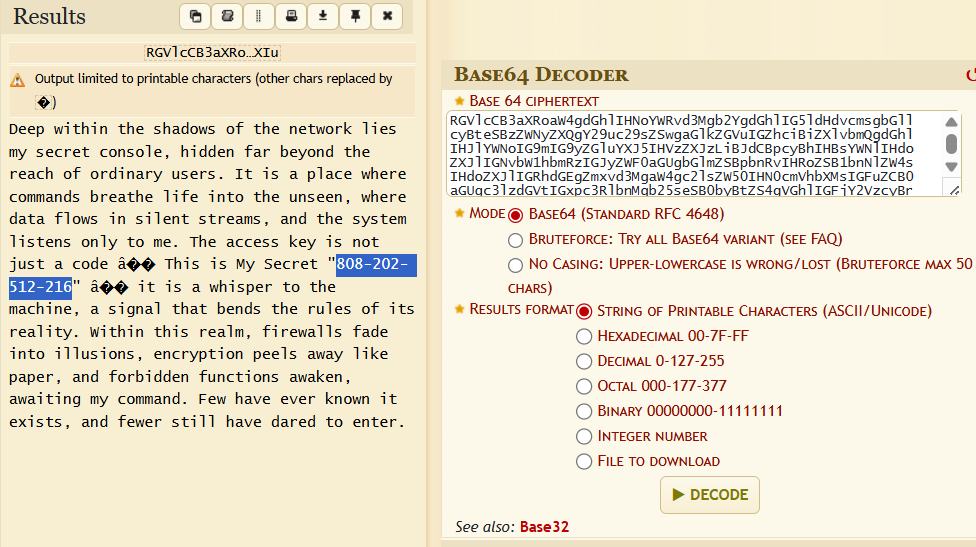 Results
RGVlcCB3aXRo…XIu
Output limited to printable characters (other chars replaced by
�)
Deep within the shadows of the network lies
my secret console, hidden far beyond the
reach of ordinary users. It is a place where
commands breathe life into the unseen, where
data flows in silent streams, and the system
listens only to me. The access key is not
just a code â�� This is My Secret "808-202-
512-216" â�� it is a whisper to the
machine, a signal that bends the rules of its
reality. Within this realm, firewalls fade
into illusions, encryption peels away like
paper, and forbidden functions awaken,
awaiting my command. Few have ever known it
exists, and fewer still have dared to enter.
Base64 Decoder
Base 64 ciphertext
RGVlcCB3aXRoaW4gdGhlIHNoYWRvd3Mgb2YgdGhlIG5ldHdvcmsgbGll
cyBteSBzZWNyZXQgY29uc29sZSwgaGlkZGVuIGZhciBiZXlvbmQgdGhl
IHJlYWNoIG9mIG9yZGluYXJ5IHVzZXJzLiBJdCBpcyBhIHBsYWNlIHdo
ZXJlIGNvbW1hbmRzIGJyZWF0aGUgbGlmZSBpbnRvIHRoZSB1bnNlZW4s
IHdoZXJlIGRhdGEgZmxvd3MgaW4gc2lsZW50IHN0cmVhbXMsIGFuZCB0
aGUgc3lzdGVtIGxpc3RlbnMgb25seSB0byBtZS4gVGhlIGFjY2VzcyBr
Mode
Base64 (Standard RFC 4648)
Bruteforce: Try all Base64 variant (see FAQ)
No Casing: Upper-lowercase is wrong/lost (Bruteforce max 50
chars)
Results format
String of Printable Characters (ASCII/Unicode)
Hexadecimal 00-7F-FF
Decimal 0-127-255
Octal 000-177-377
Binary 00000000-11111111
Integer number
File to download
DECODE
See also: Base32